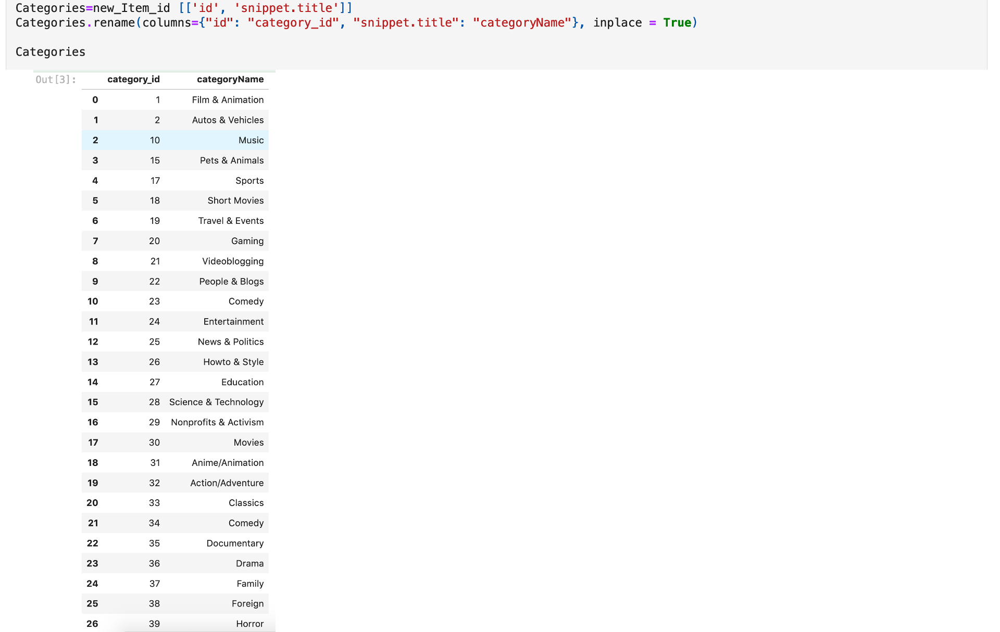 Categories=new_Item_id [['id', 'snippet.title']]
Categories.rename(columns={"id": "category_id", "snippet.title": "categoryName"}, inplace = True)
Categories
Out[3]: category_id categoryName
0 1 Film & Animation
1 2 Autos & Vehicles
2 10 Music
3 15 Pets & Animals
4 17 Sports
5 18 Short Movies
6 19 Travel & Events
7 20 Gaming
8 21 Videoblogging
9 22 People & Blogs
10 23 Comedy
11 24 Entertainment
12 25 News & Politics
13 26 Howto & Style
14 27 Education
15 28 Science & Technology
16 29 Nonprofits & Activism
17 30 Movies
18 31 Anime/Animation
19 32 Action/Adventure
20 33 Classics
21 34 Comedy
22 35 Documentary
23 36 Drama
24 37 Family
25 38 Foreign
26 39 Horror